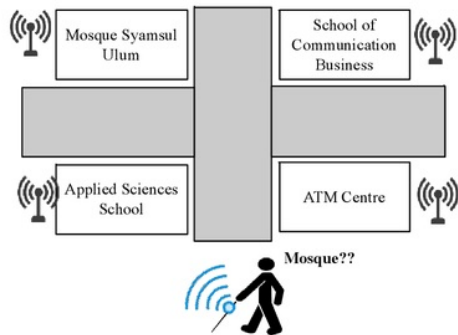 Mosque Syamsul
Ulum
School of
Communication
Business
Applied Sciences
School
ATM Centre
Mosque??